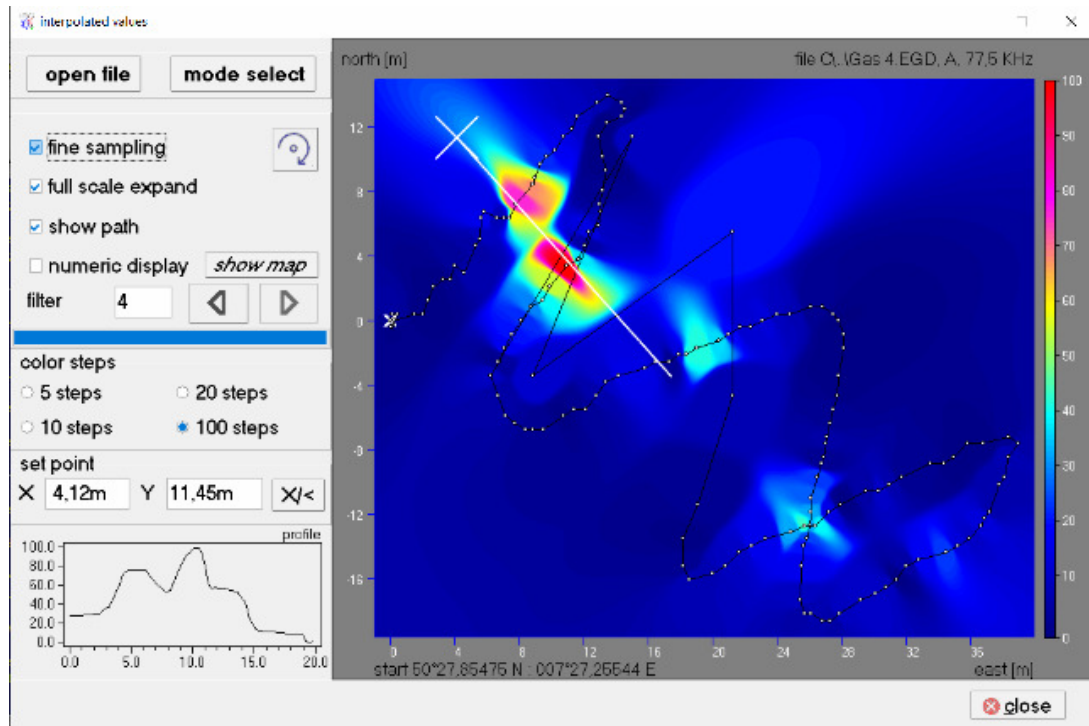 interpolated values
open file
mode select
fine sampling
full scale expand
show path
numeric display
show map
filter
4
color steps
5 steps
20 steps
10 steps
100 steps
set point
X 4,12m Y 11,45m X/<
profile
100.0
80.0
60.0
40.0
20.0
0.0
0.0 5.0 10.0 15.0 20.0
north [m]
file C\..\Gas 4.EGD, A, 77,5 KHz
12
8
4
0
-4
-8
-12
-16
0 4 8 12 16 20 24 28 32 36
start 50°27,85475 N : 007°27,25544 E
east [m]
100
90
80
70
60
50
40
30
20
10
0
close